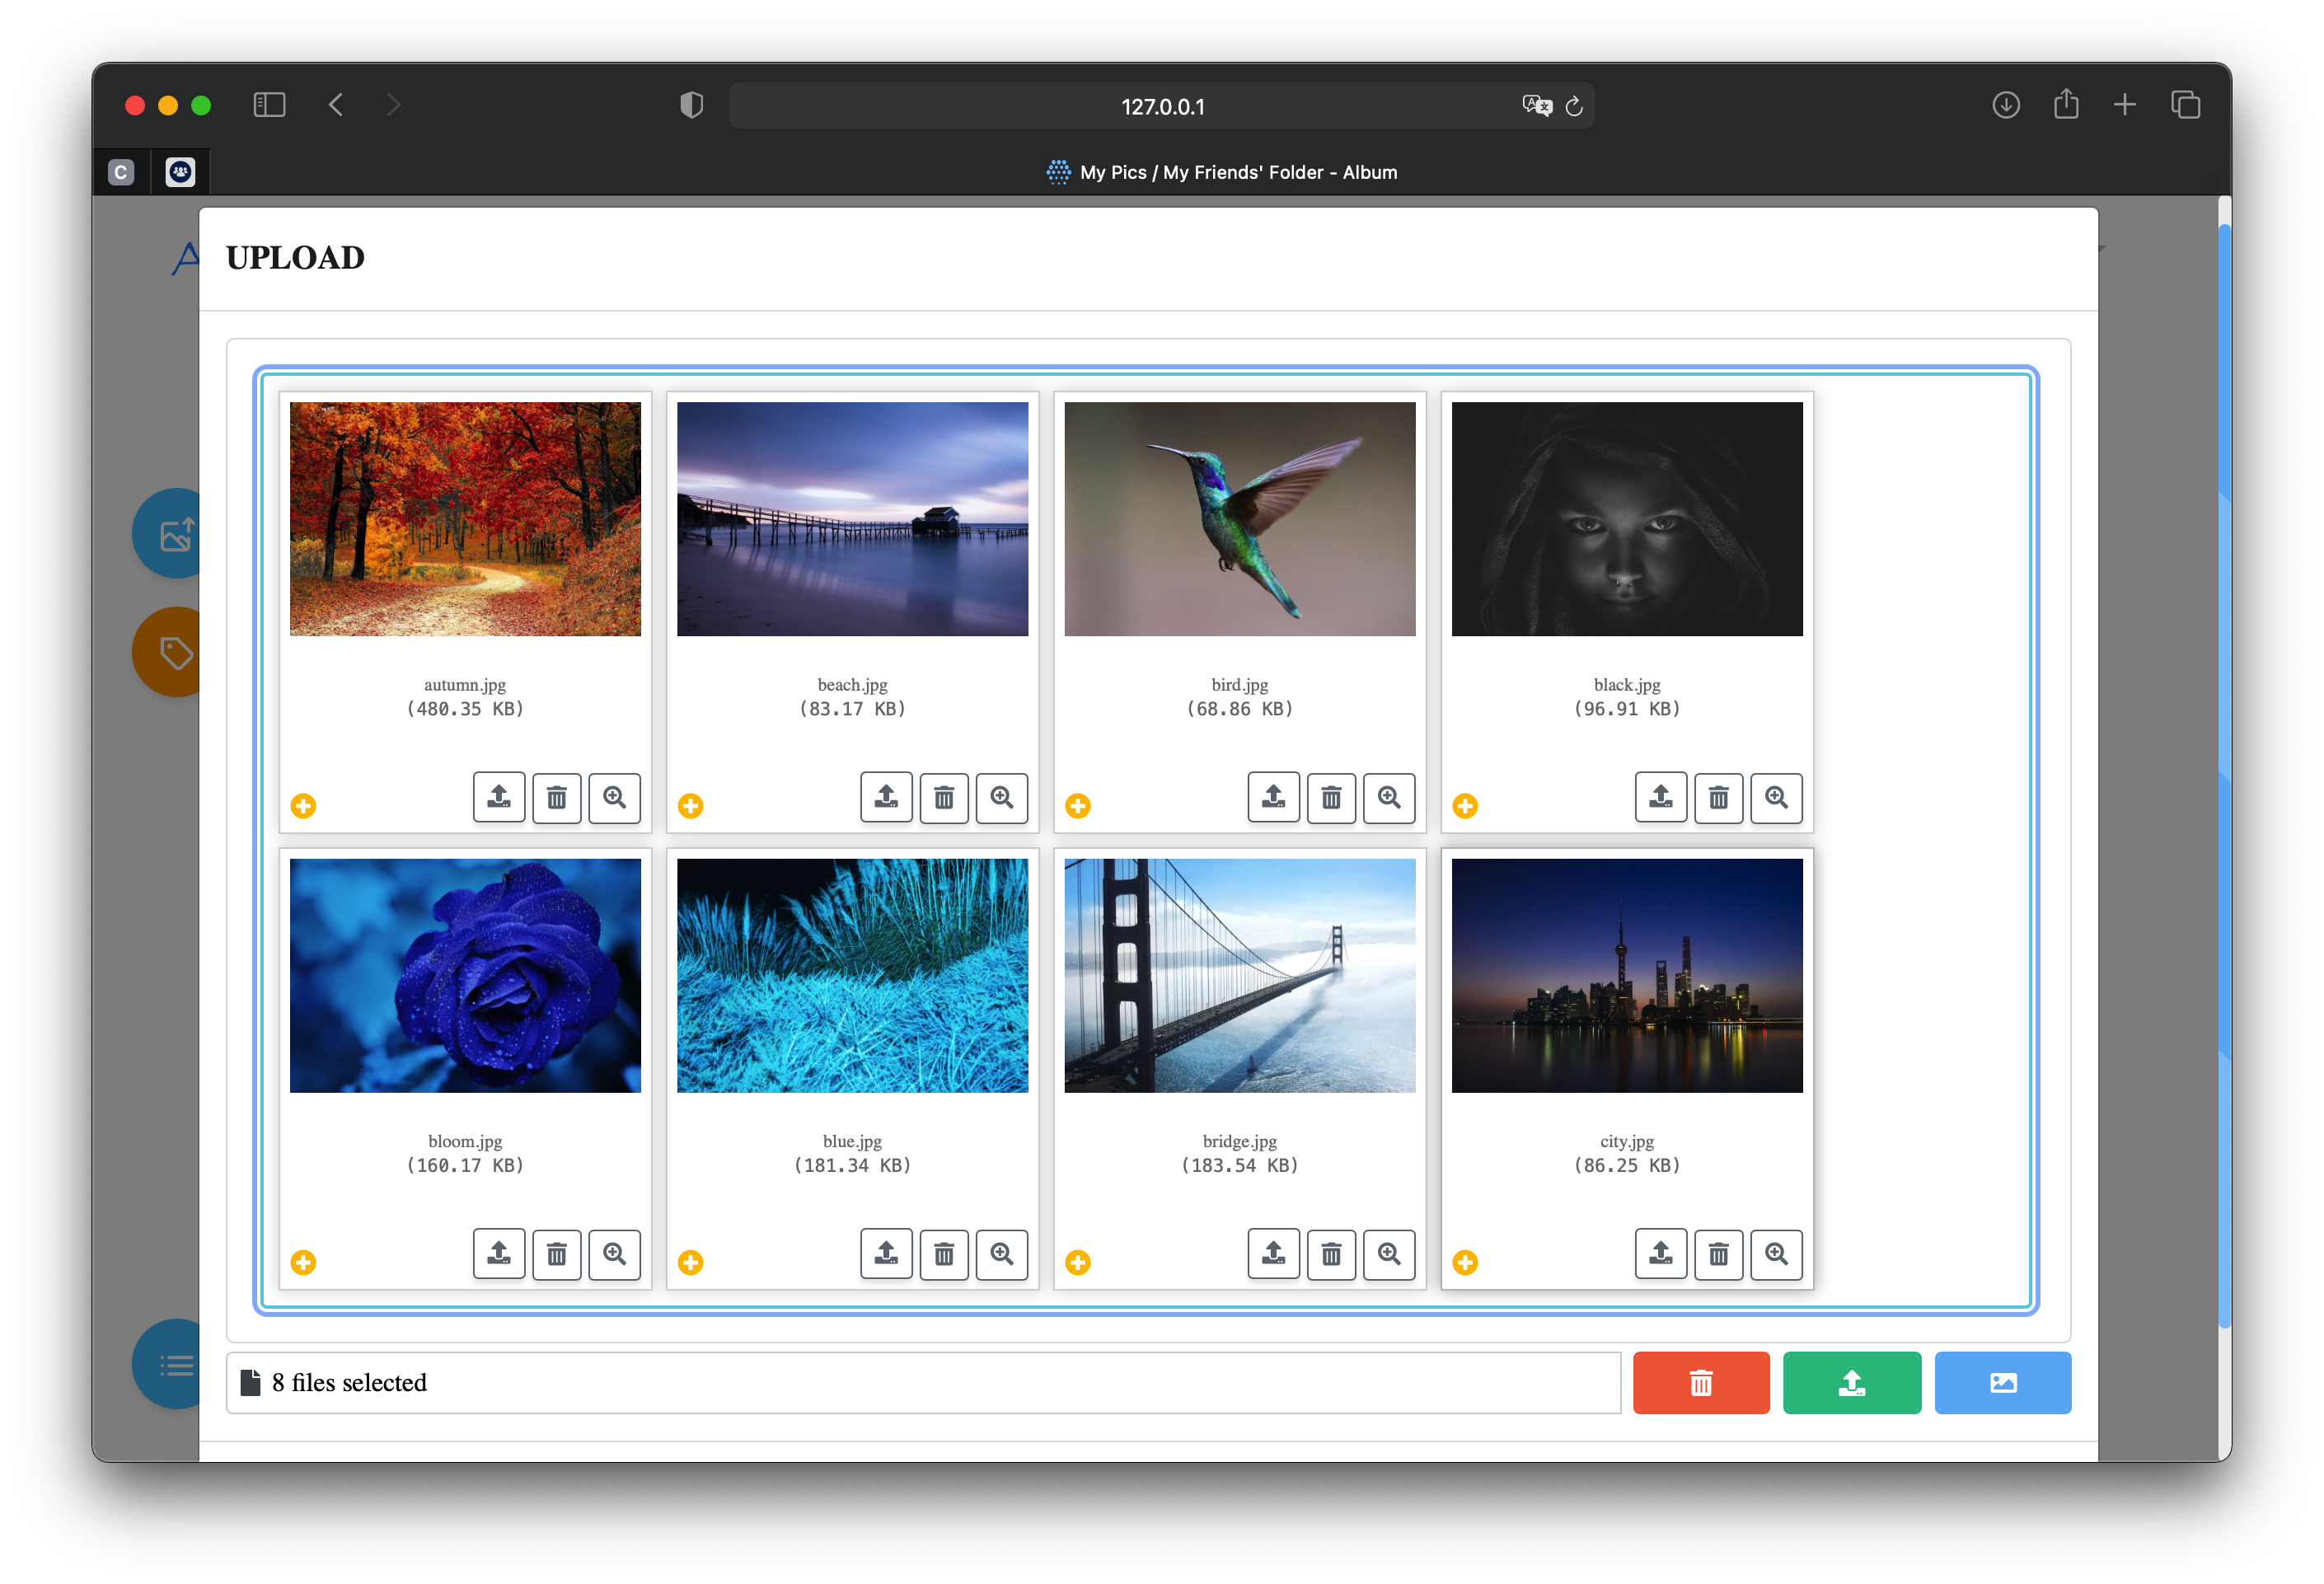 127.0.0.1
C
My Pics / My Friends' Folder - Album
A
UPLOAD
autumn.jpg
(480.35 KB)
beach.jpg
(83.17 KB)
bird.jpg
(68.86 KB)
black.jpg
(96.91 KB)
bloom.jpg
(160.17 KB)
blue.jpg
(181.34 KB)
bridge.jpg
(183.54 KB)
city.jpg
(86.25 KB)
8 files selected